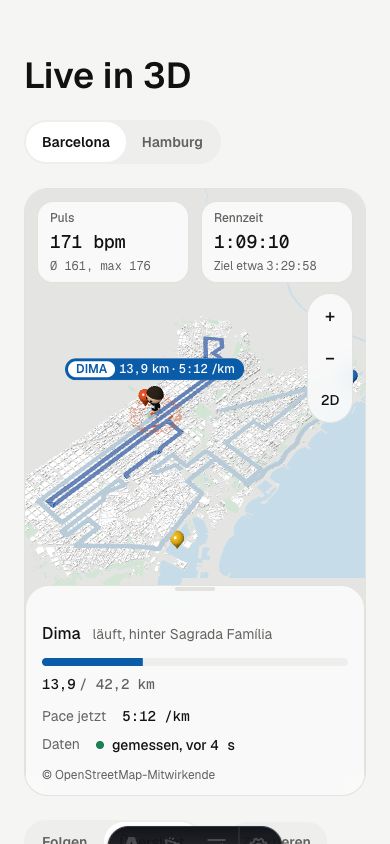 Live in 3D
Barcelona Hamburg
Puls
171 bpm
Ø 161, max 176
Rennzeit
1:09:10
Ziel etwa 3:29:58
+
−
2D
DIMA 13,9 km · 5:12 /km
Dima läuft, hinter Sagrada Família
13,9 / 42,2 km
Pace jetzt 5:12 /km
Daten gemessen, vor 4 s
© OpenStreetMap-Mitwirkende
Folgen